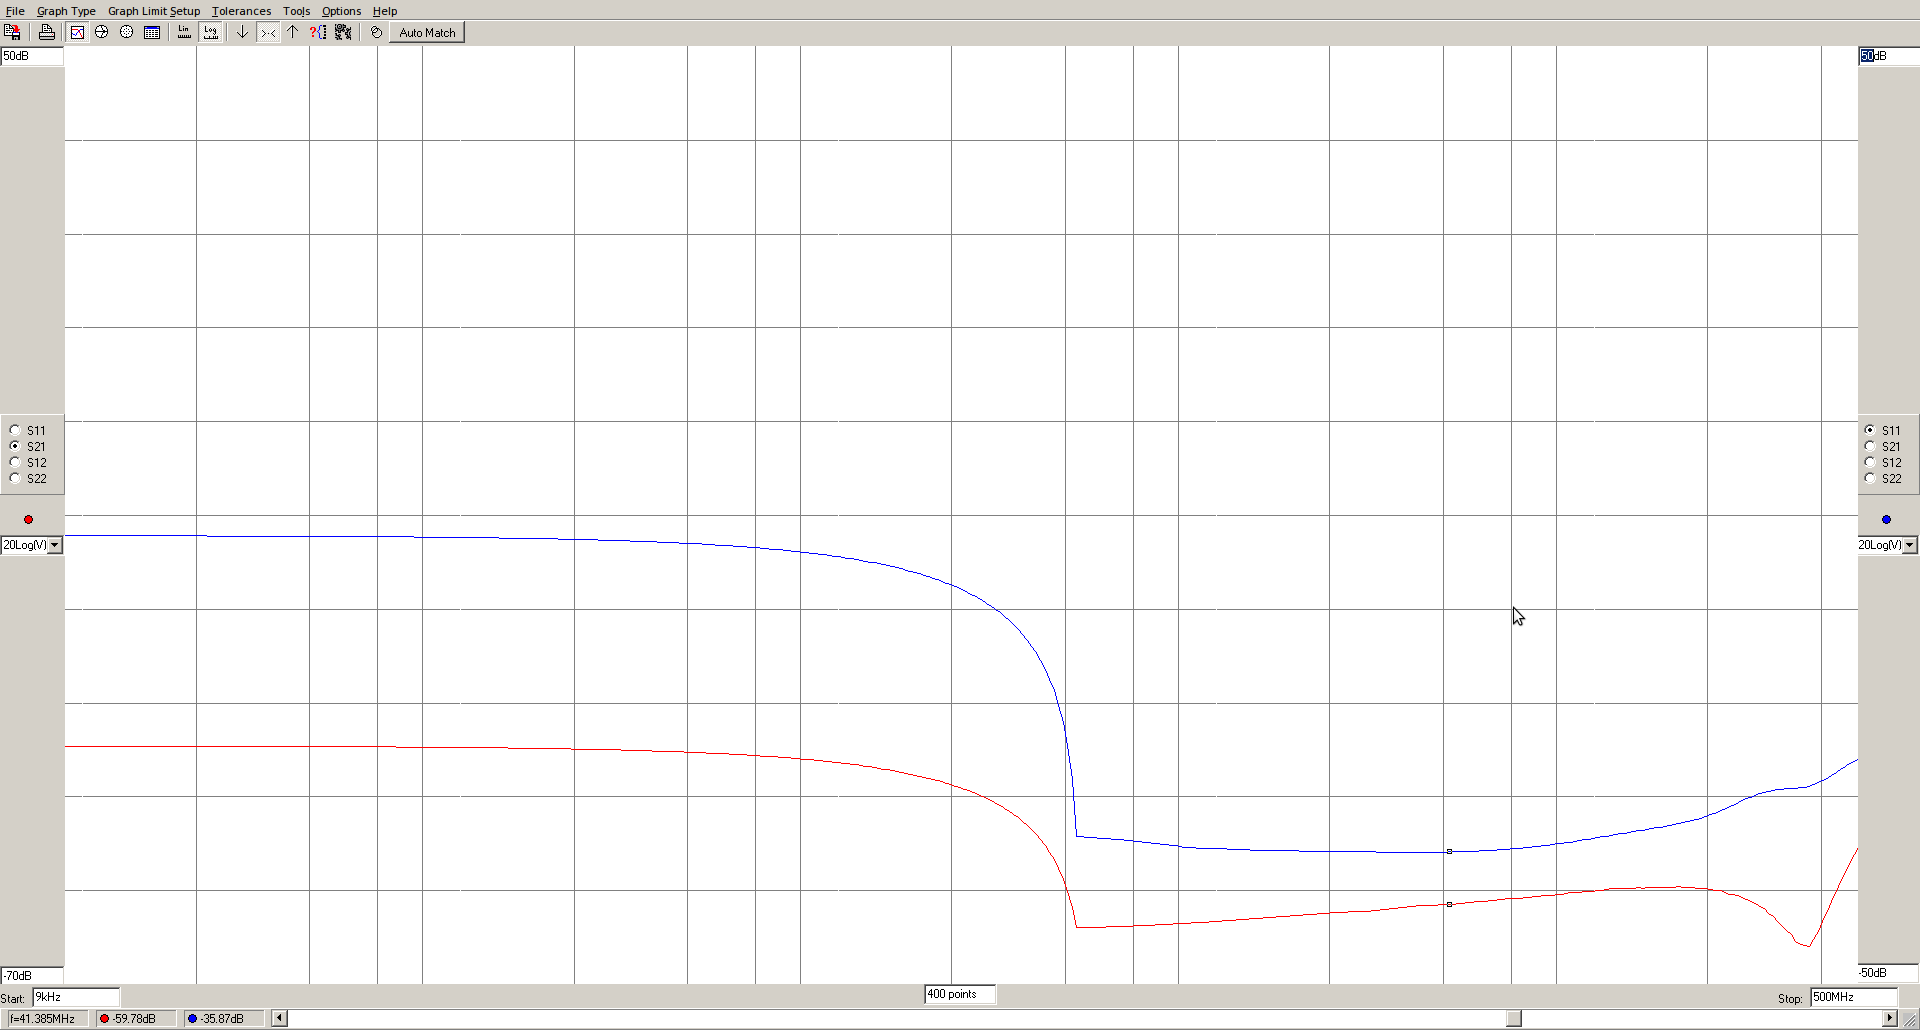 File Graph Type Graph Limit Setup Tolerances Tools Options Help
Lin Log Auto Match
50dB 50dB
S11 S11
S21 S21
S12 S12
S22 S22
20Log(V) 20Log(V)
-70dB -50dB
Start: 9kHz 400 points Stop: 500MHz
f=41.385MHz -59.78dB -35.87dB